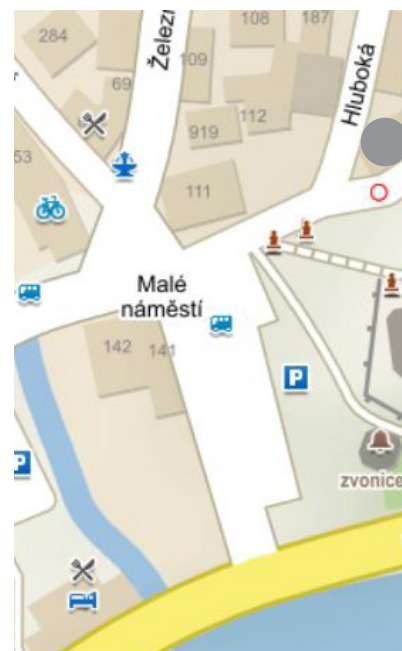 284
108
187
Železn
109
69
Hluboká
112
919
53
111
Malé
náměstí
142
141
P
P
zvonice